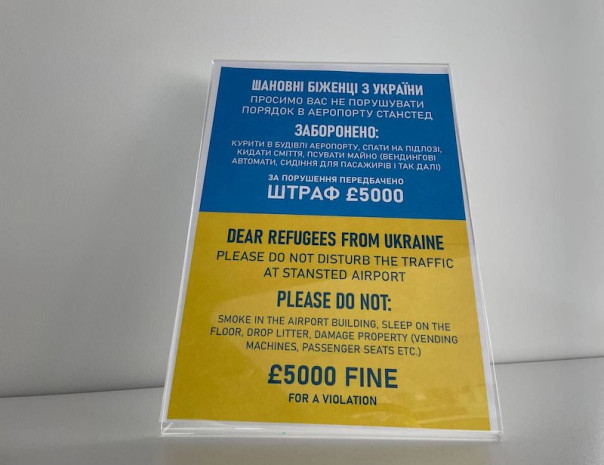 ШАНОВНІ БІЖЕНЦІ З УКРАЇНИ
ПРОСИМО ВАС НЕ ПОРУШУВАТИ
ПОРЯДОК В АЕРОПОРТУ СТАНСТЕД
ЗАБОРОНЕНО:
КУРИТИ В БУДІВЛІ АЕРОПОРТУ, СПАТИ НА ПІДЛОЗІ,
КИДАТИ СМІТТЯ, ПСУВАТИ МАЙНО (ВЕНДИНГОВІ
АВТОМАТИ, СИДІННЯ ДЛЯ ПАСАЖИРІВ І ТАК ДАЛІ)
ЗА ПОРУШЕННЯ ПЕРЕДБАЧЕНО
ШТРАФ £5000
DEAR REFUGEES FROM UKRAINE
PLEASE DO NOT DISTURB THE TRAFFIC
AT STANSTED AIRPORT
PLEASE DO NOT:
SMOKE IN THE AIRPORT BUILDING, SLEEP ON THE
FLOOR, DROP LITTER, DAMAGE PROPERTY (VENDING
MACHINES, PASSENGER SEATS ETC.)
£5000 FINE
FOR A VIOLATION